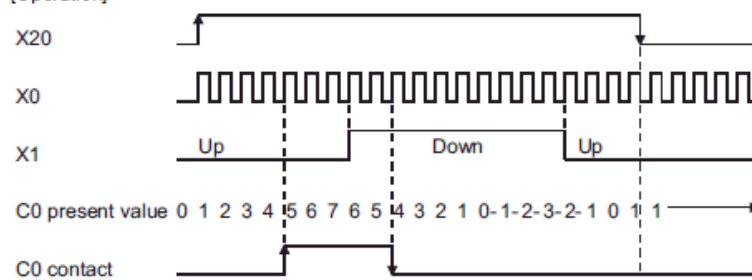 [Operation]
X20
X0
X1 Up Down Up
C0 present value 0 1 2 3 4 5 6 7 6 5 4 3 2 1 0-1-2-3-2-1 0 1 1
C0 contact